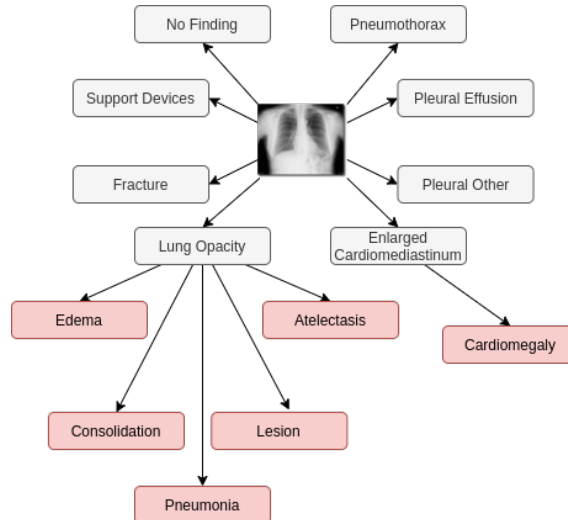 No Finding
Pneumothorax
Support Devices
Pleural Effusion
Fracture
Pleural Other
Lung Opacity
Enlarged
Cardiomediastinum
Edema
Atelectasis
Cardiomegaly
Consolidation
Lesion
Pneumonia